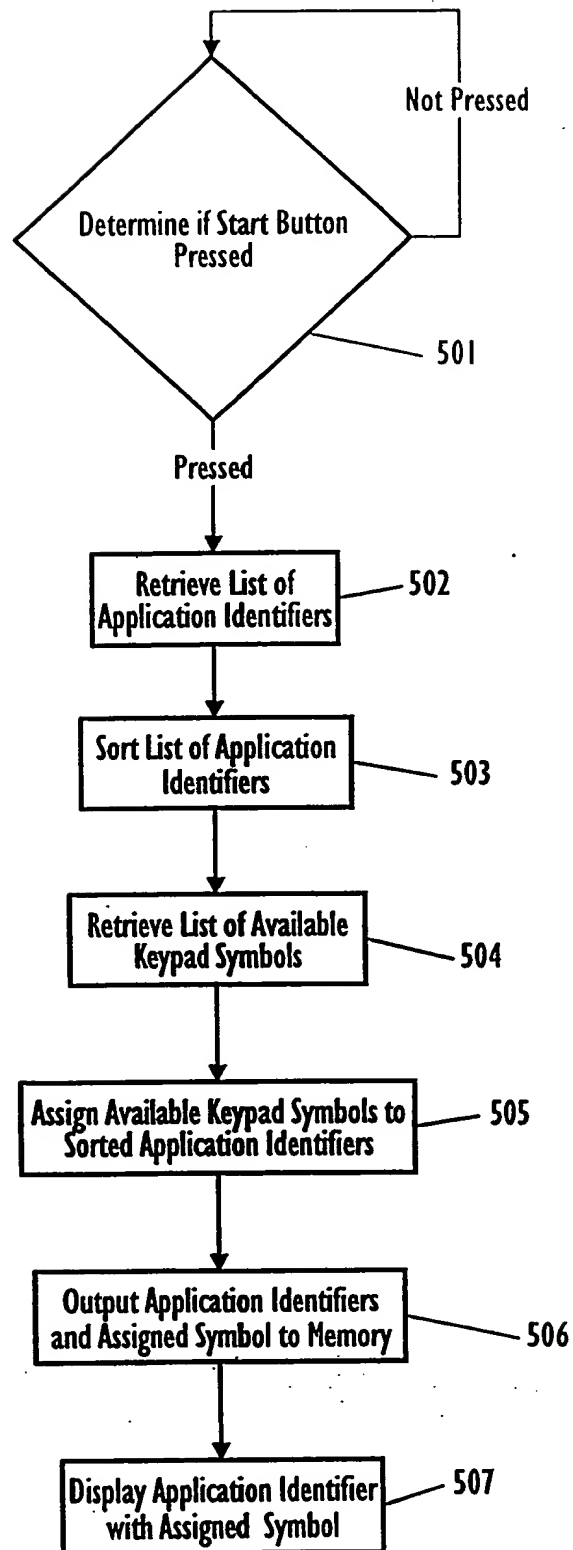 Not Pressed
Determine if Start Button
Pressed
501
Pressed
Retrieve List of
Application Identifiers
502
Sort List of Application
Identifiers
503
Retrieve List of Available
Keypad Symbols
504
Assign Available Keypad Symbols to
Sorted Application Identifiers
505
Output Application Identifiers
and Assigned Symbol to Memory
506
Display Application Identifier
with Assigned Symbol
507